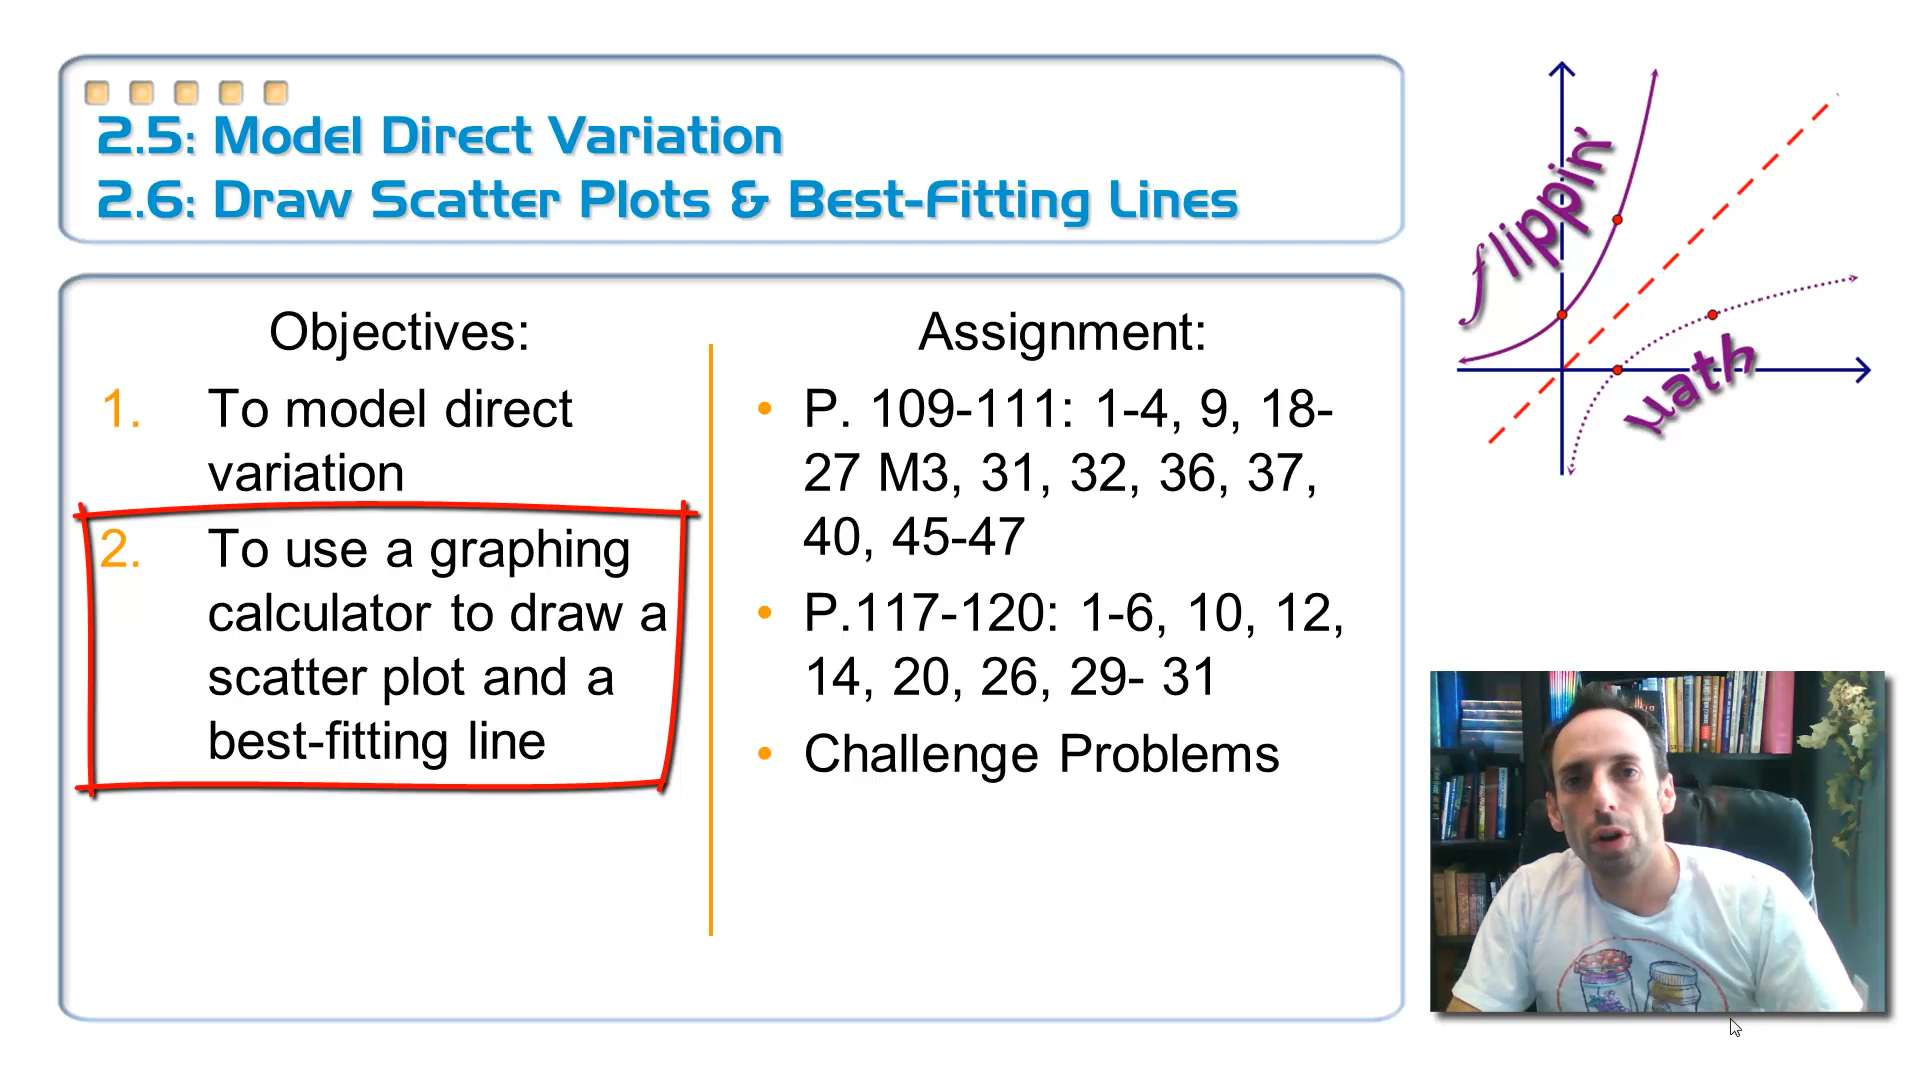 2.5: Model Direct Variation
2.6: Draw Scatter Plots & Best-Fitting Lines
Objectives:
1. To model direct
variation
2. To use a graphing
calculator to draw a
scatter plot and a
best-fitting line
Assignment:
• P. 109-111: 1-4, 9, 18-
27 M3, 31, 32, 36, 37,
40, 45-47
• P.117-120: 1-6, 10, 12,
14, 20, 26, 29- 31
• Challenge Problems
flippin'
math